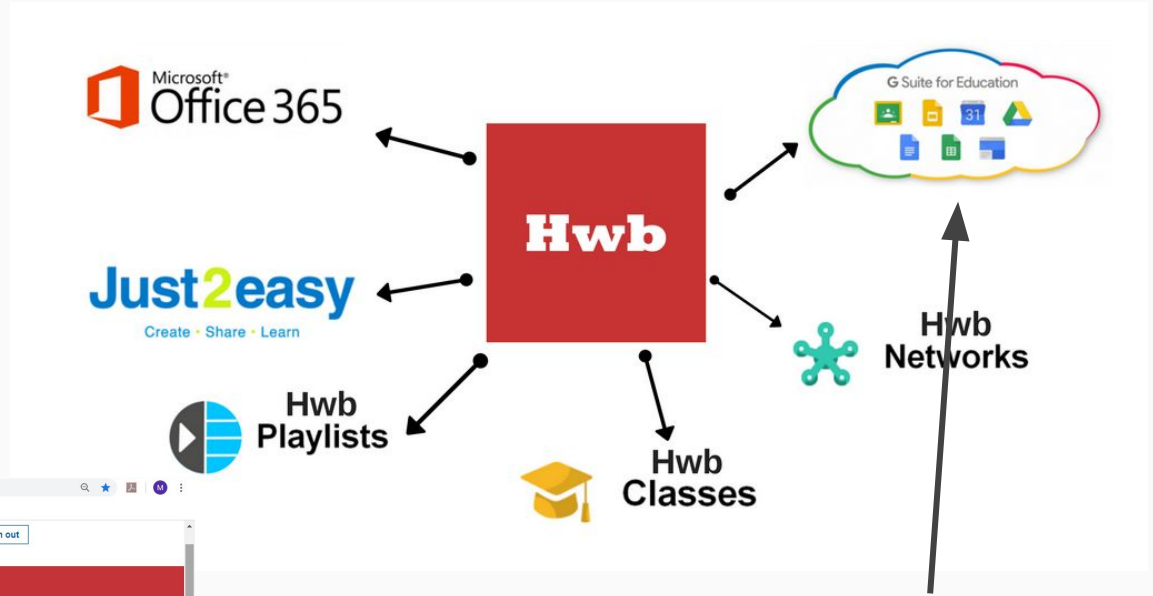 Microsoft®
Office 365
G Suite for Education
31
Hwb
Just2easy
Create · Share · Learn
Hwb
Networks
Hwb
Playlists
Hwb
Classes
M
out